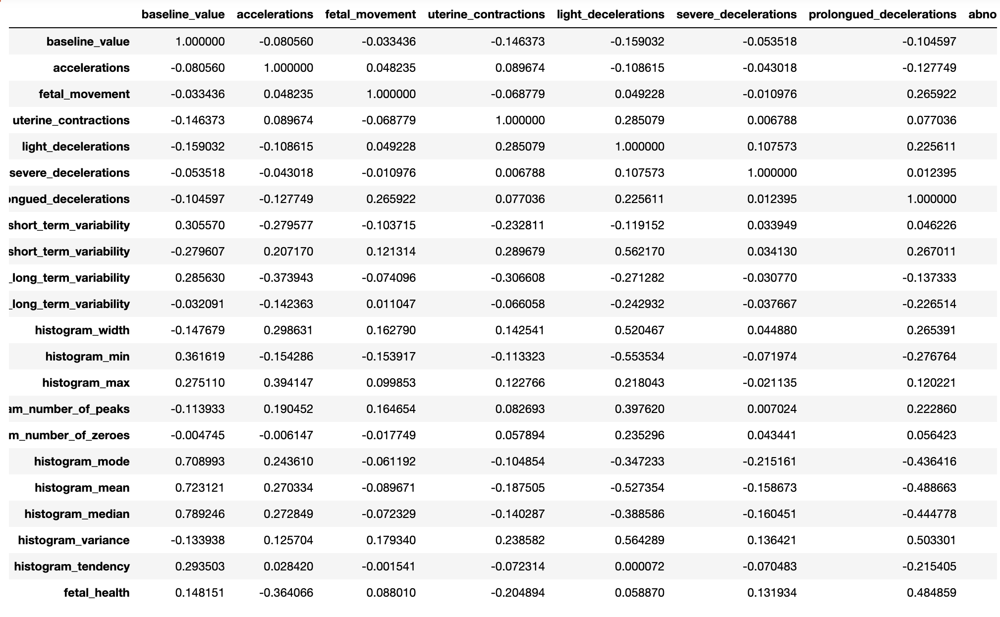 baseline_value accelerations fetal_movement uterine_contractions light_decelerations severe_decelerations prolongued_decelerations abno
baseline_value 1.000000 -0.080560 -0.033436 -0.146373 -0.159032 -0.053518 -0.104597
accelerations -0.080560 1.000000 0.048235 0.089674 -0.108615 -0.043018 -0.127749
fetal_movement -0.033436 0.048235 1.000000 -0.068779 0.049228 -0.010976 0.265922
uterine_contractions -0.146373 0.089674 -0.068779 1.000000 0.285079 0.006788 0.077036
light_decelerations -0.159032 -0.108615 0.049228 0.285079 1.000000 0.107573 0.225611
severe_decelerations -0.053518 -0.043018 -0.010976 0.006788 0.107573 1.000000 0.012395
ongued_decelerations -0.104597 -0.127749 0.265922 0.077036 0.225611 0.012395 1.000000
short_term_variability 0.305570 -0.279577 -0.103715 -0.232811 -0.119152 0.033949 0.046226
short_term_variability -0.279607 0.207170 0.121314 0.289679 0.562170 0.034130 0.267011
_long_term_variability 0.285630 -0.373943 -0.074096 -0.306608 -0.271282 -0.030770 -0.137333
_long_term_variability -0.032091 -0.142363 0.011047 -0.066058 -0.242932 -0.037667 -0.226514
histogram_width -0.147679 0.298631 0.162790 0.142541 0.520467 0.044880 0.265391
histogram_min 0.361619 -0.154286 -0.153917 -0.113323 -0.553534 -0.071974 -0.276764
histogram_max 0.275110 0.394147 0.099853 0.122766 0.218043 -0.021135 0.120221
am_number_of_peaks -0.113933 0.190452 0.164654 0.082693 0.397620 0.007024 0.222860
m_number_of_zeroes -0.004745 -0.006147 -0.017749 0.057894 0.235296 0.043441 0.056423
histogram_mode 0.708993 0.243610 -0.061192 -0.104854 -0.347233 -0.215161 -0.436416
histogram_mean 0.723121 0.270334 -0.089671 -0.187505 -0.527354 -0.158673 -0.488663
histogram_median 0.789246 0.272849 -0.072329 -0.140287 -0.388586 -0.160451 -0.444778
histogram_variance -0.133938 0.125704 0.179340 0.238582 0.564289 0.136421 0.503301
histogram_tendency 0.293503 0.028420 -0.001541 -0.072314 0.000072 -0.070483 -0.215405
fetal_health 0.148151 -0.364066 0.088010 -0.204894 0.058870 0.131934 0.484859